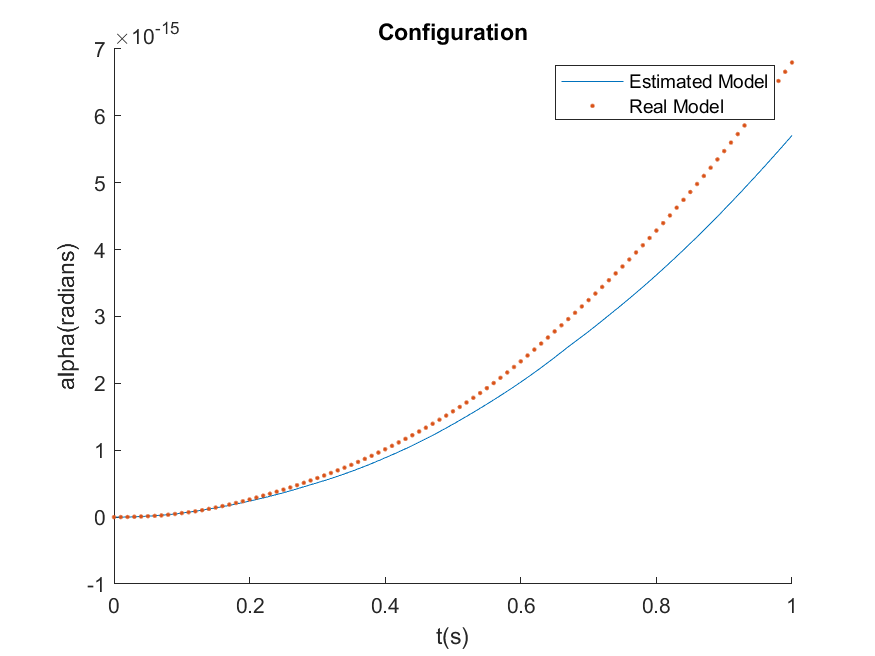 Configuration
×10-15
7
6
5
4
3
2
1
0
-1
alpha(radians)
Estimated Model
Real Model
0 0.2 0.4 0.6 0.8 1
t(s)